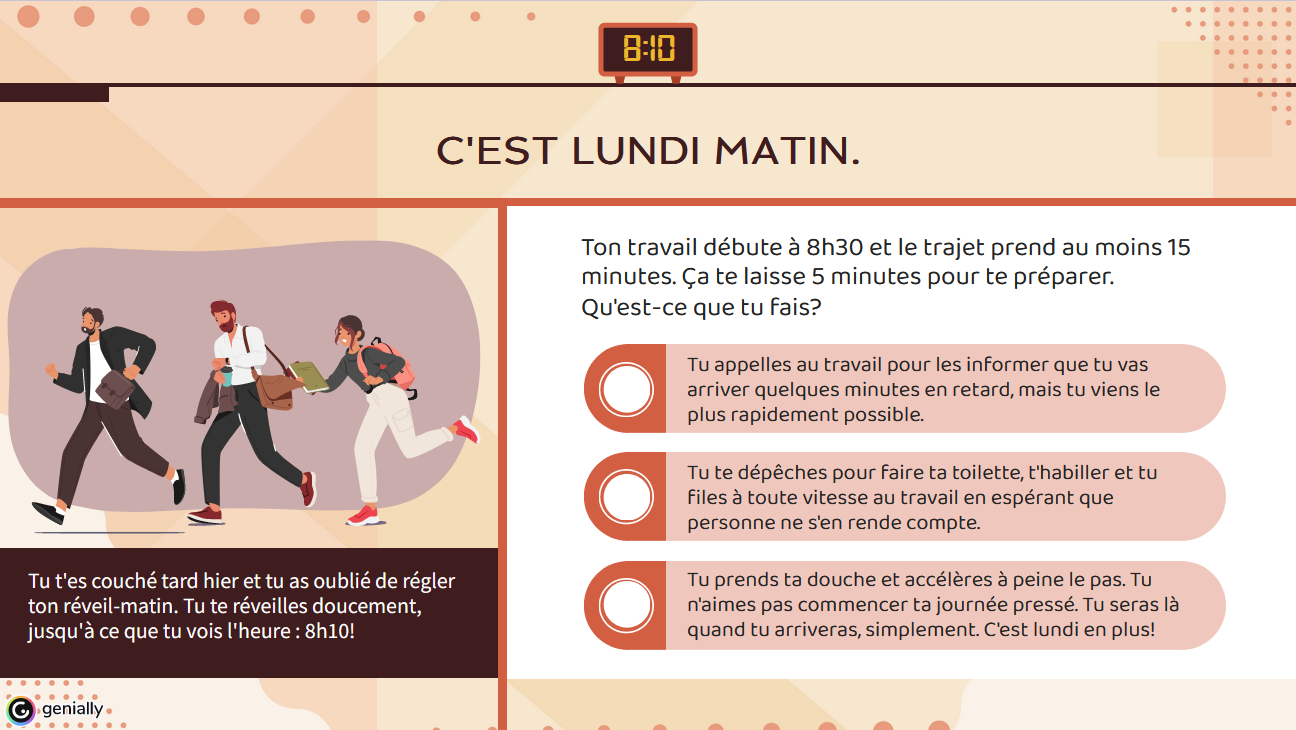 8:10
C'EST LUNDI MATIN.
Ton travail débute à 8h30 et le trajet prend au moins 15
minutes. Ça te laisse 5 minutes pour te préparer.
Qu'est-ce que tu fais?
Tu appelles au travail pour les informer que tu vas
arriver quelques minutes en retard, mais tu viens le
plus rapidement possible.
Tu te dépêches pour faire ta toilette, t'habiller et tu
files à toute vitesse au travail en espérant que
personne ne s'en rende compte.
Tu prends ta douche et accélères à peine le pas. Tu
n'aimes pas commencer ta journée pressé. Tu seras là
quand tu arriveras, simplement. C'est lundi en plus!
Tu t'es couché tard hier et tu as oublié de régler
ton réveil-matin. Tu te réveilles doucement,
jusqu'à ce que tu vois l'heure : 8h10!
genially